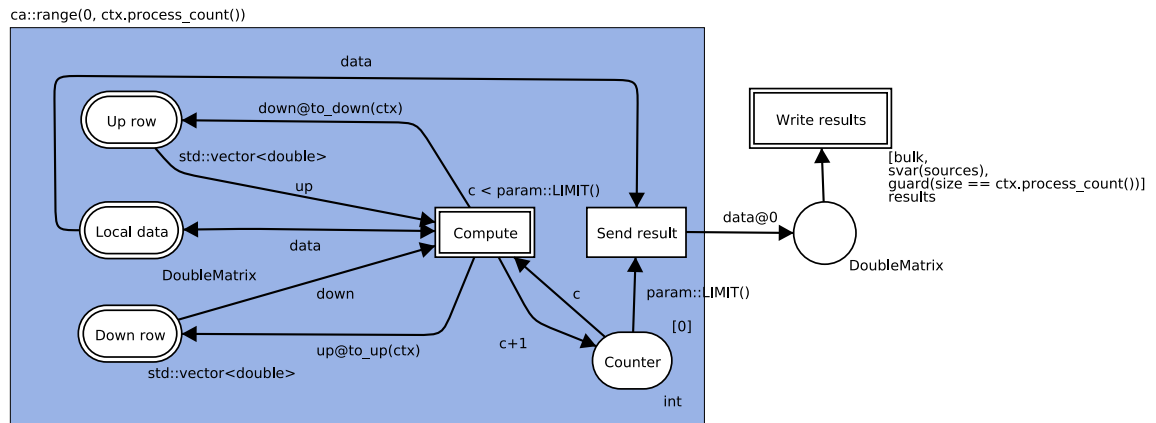 ca::range(0, ctx.process_count())
data
down@to_down(ctx)
Up row
Write results
std::vector<double>
[bulk,
svar(sources),
guard(size == ctx.process_count())]
results
up
c < param::LIMIT()
data@0
Local data
Compute
Send result
data
DoubleMatrix
DoubleMatrix
down
c
param::LIMIT()
Down row
[0]
up@to_up(ctx)
c+1
Counter
std::vector<double>
int